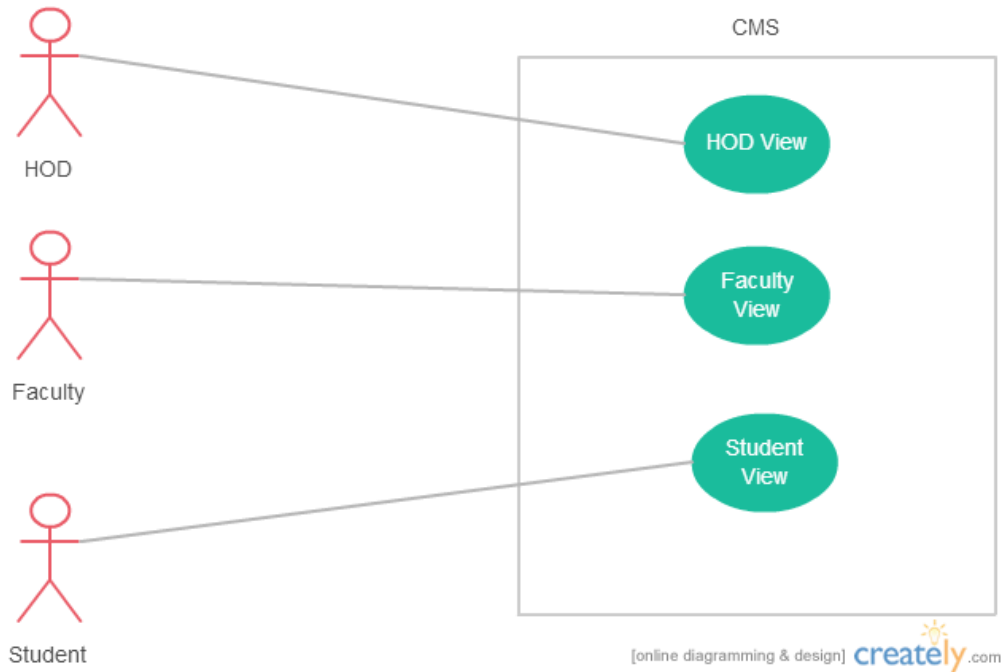 CMS
HOD View
HOD
Faculty
View
Faculty
Student
View
Student
[online diagramming & design] creately.com